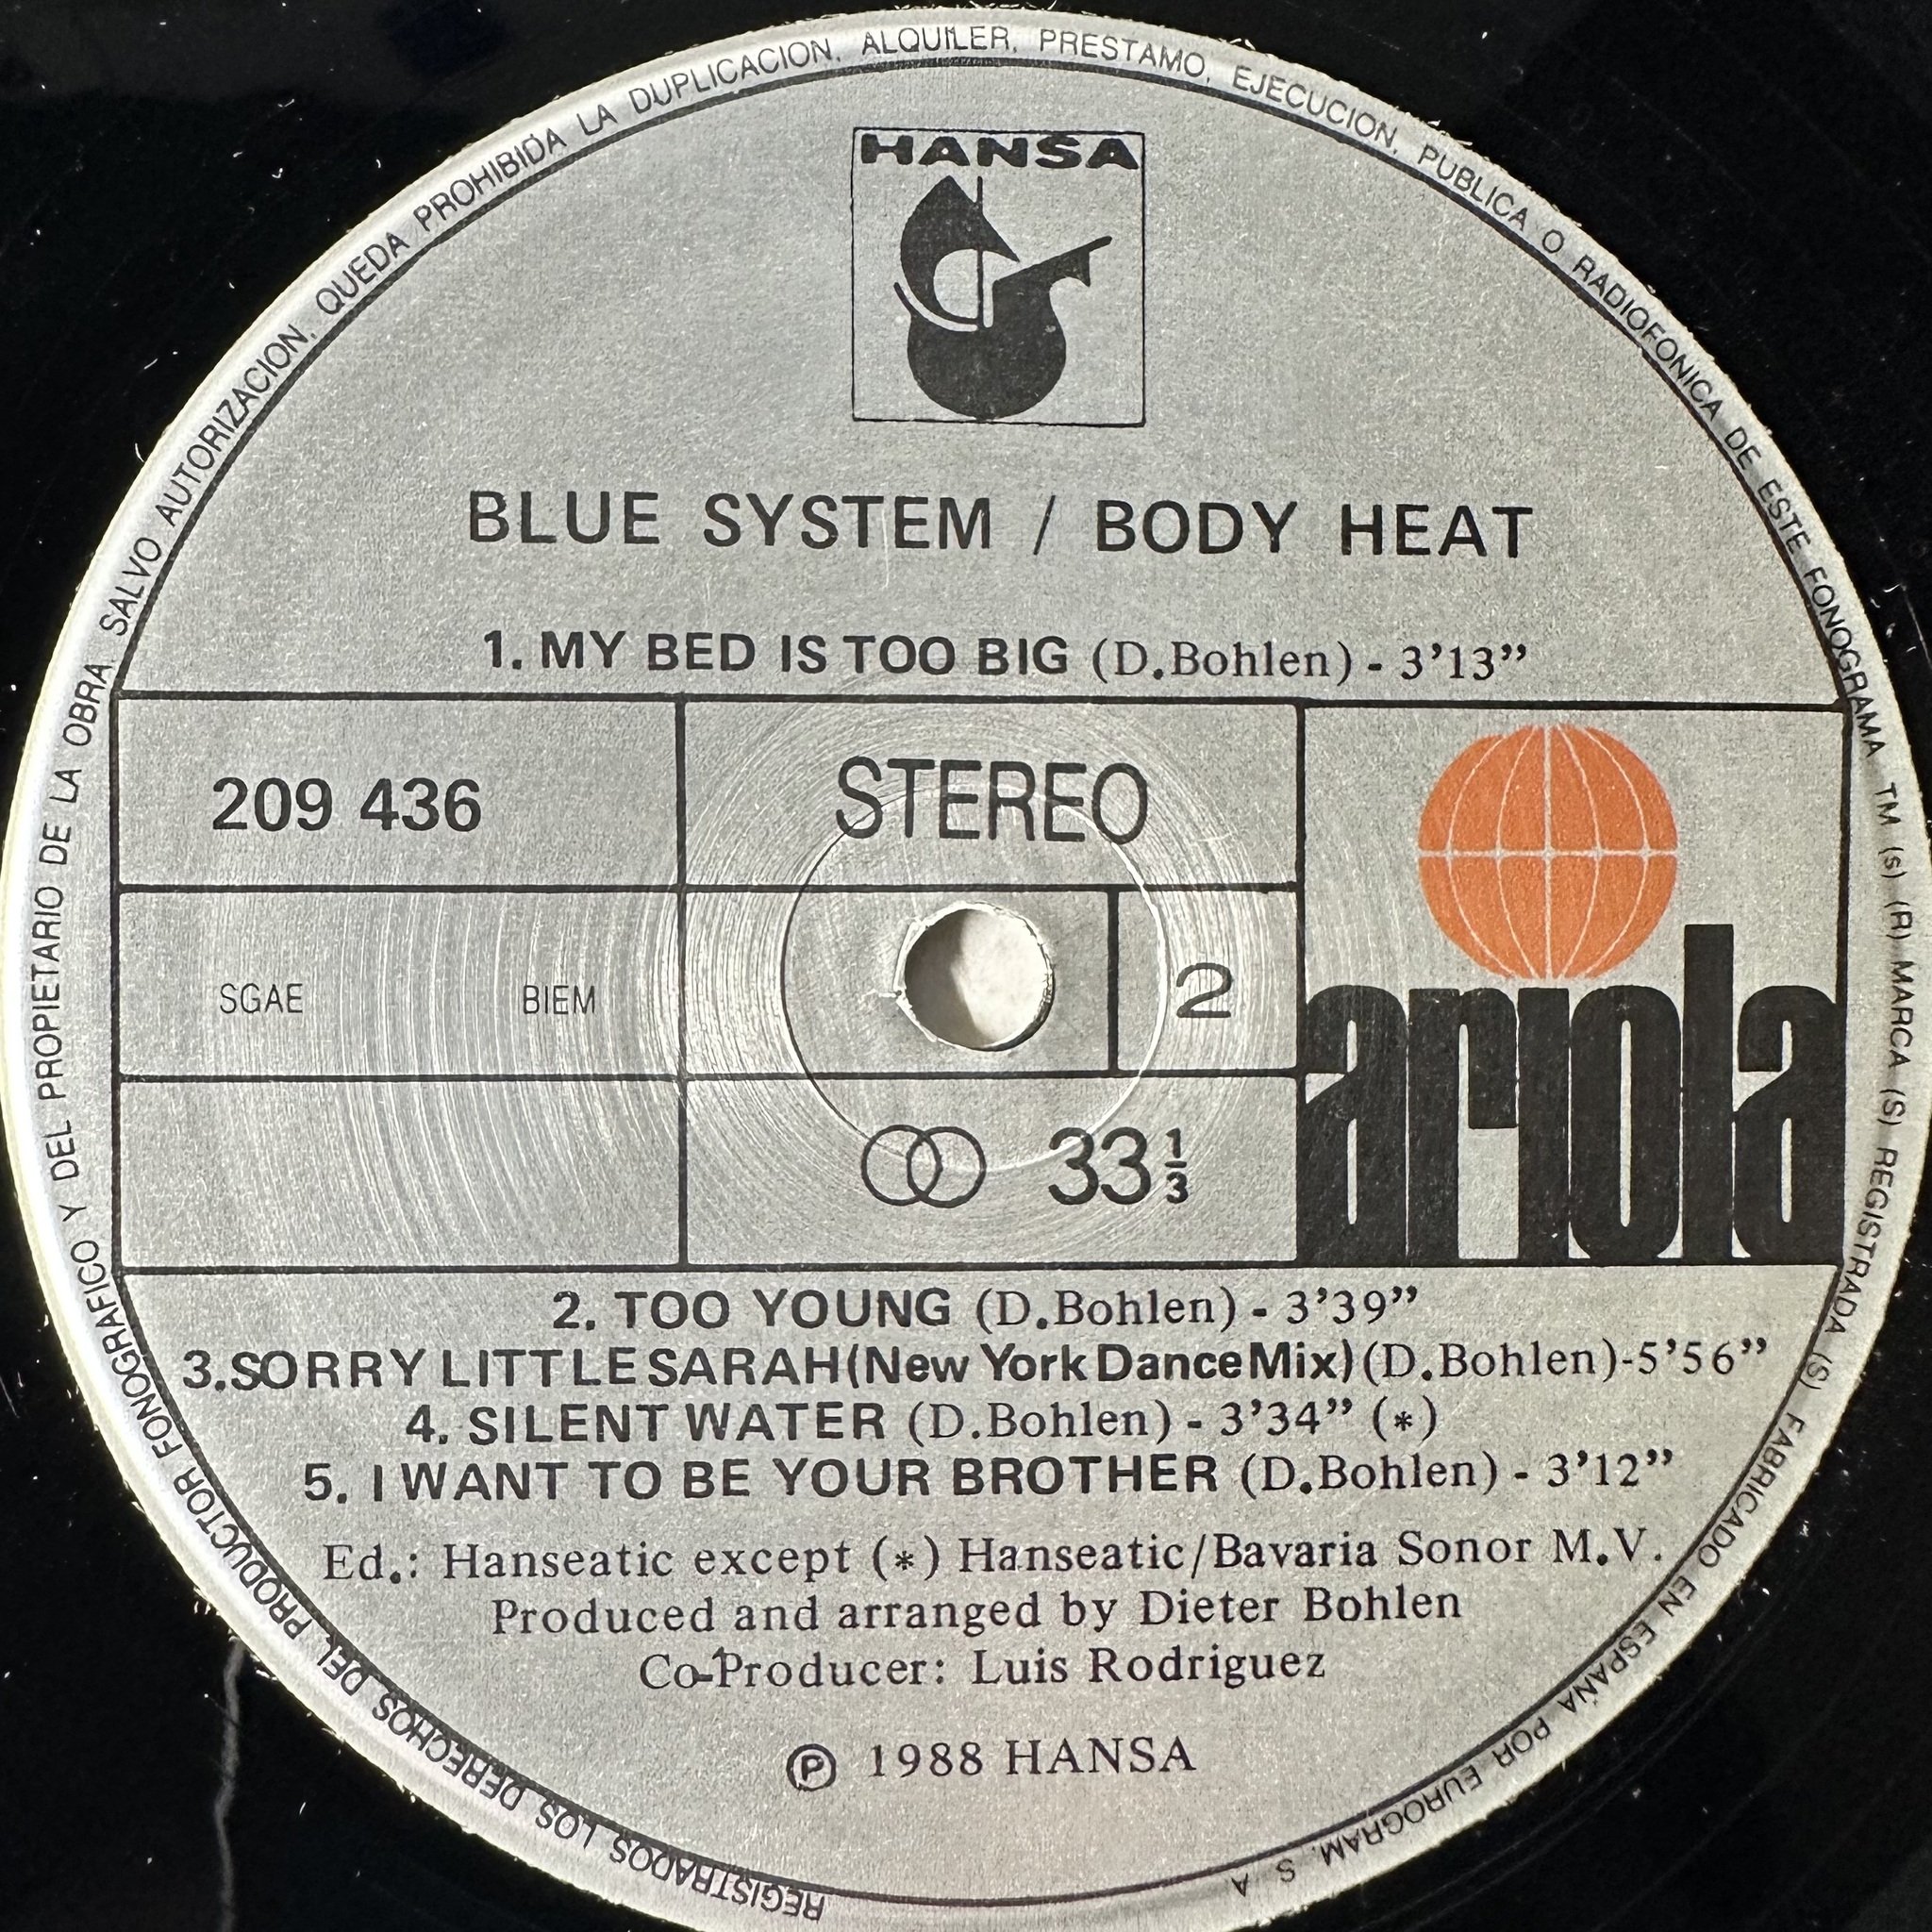 REGISTRADOS LOS DERECHOS DEL PRODUCTOR FONOGRAFICO Y DEL PROPIETARIO DE LA OBRA. SALVO AUTORIZACION, QUEDA PROHIBIDA LA DUPLICACION, ALQUILER, PRESTAMO, EJECUCION, PUBLICA O RADIOFONICA DE ESTE FONOGRAMA TM (s) (R) MARCA (S) REGISTRADA (S) FABRICADO EN ESPAÑA POR EUROGRAM, S A
HANSA
BLUE SYSTEM / BODY HEAT
1. MY BED IS TOO BIG (D.Bohlen) - 3'13”
209 436
STEREO
SGAE BIEM
2
ariola
33 1/3
2. TOO YOUNG (D.Bohlen) - 3'39”
3.SORRY LITTLE SARAH(New York Dance Mix)(D.Bohlen)-5'56”
4. SILENT WATER (D.Bohlen) - 3'34” (*)
5. I WANT TO BE YOUR BROTHER (D.Bohlen) - 3'12”
Ed.: Hanseatic except (*) Hanseatic/Bavaria Sonor M.V.
Produced and arranged by Dieter Bohlen
Co-Producer: Luis Rodriguez
Ⓟ 1988 HANSA